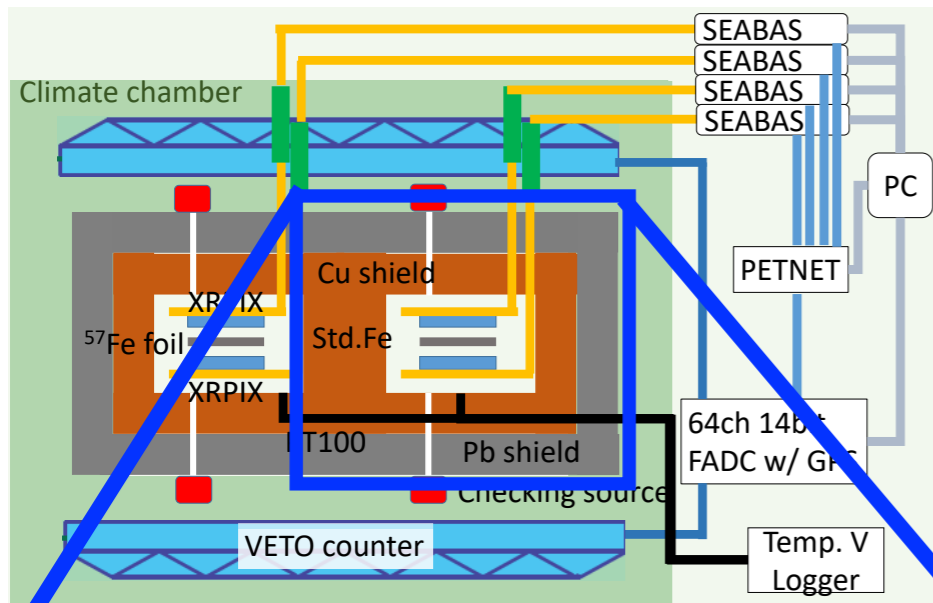 SEABAS
SEABAS
SEABAS
SEABAS
Climate chamber
PC
PETNET
Cu shield
XRPIX
⁵⁷Fe foil
Std.Fe
XRPIX
PT100
Pb shield
64ch 14bit
FADC w/ GPS
Checking source
VETO counter
Temp. V
Logger